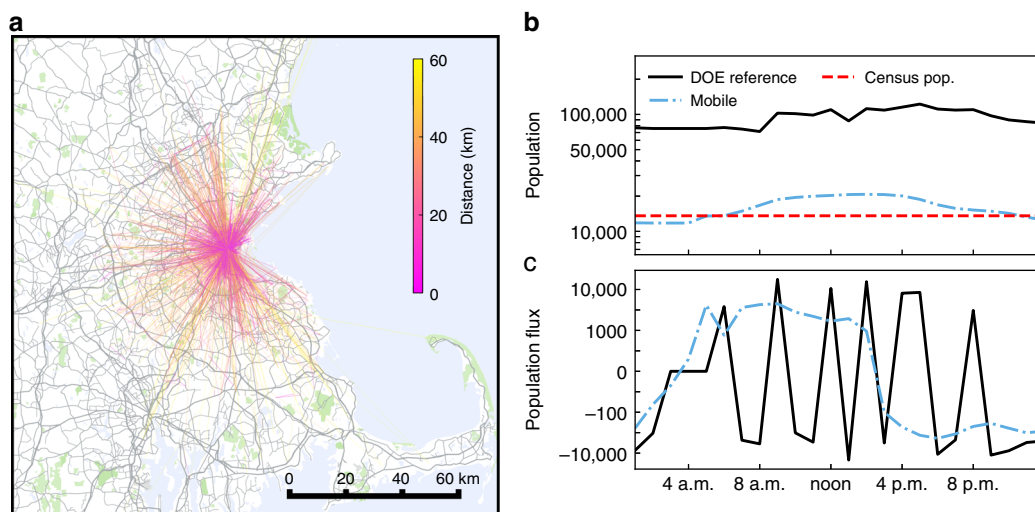 a
60
40
20
0
Distance (km)
0 20 40 60 km
b
DOE reference
Census pop.
Mobile
Population
100,000
50,000
10,000
c
Population flux
10,000
1000
0
-100
−10,000
4 a.m. 8 a.m. noon 4 p.m. 8 p.m.